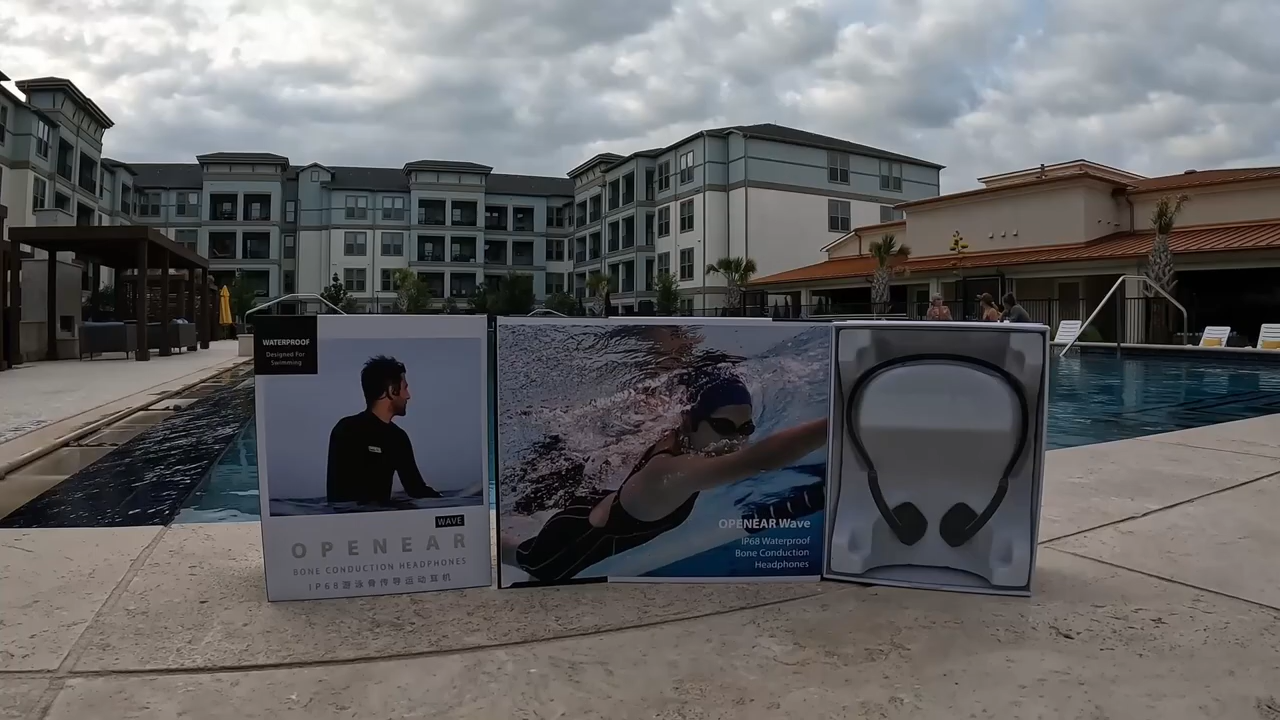 WATERPROOF
Designed For
Swimming
WAVE
OPENEAR
BONE CONDUCTION HEADPHONES
IP68游泳骨传导运动耳机
OPENEAR Wave
IP68 Waterproof
Bone Conduction
Headphones